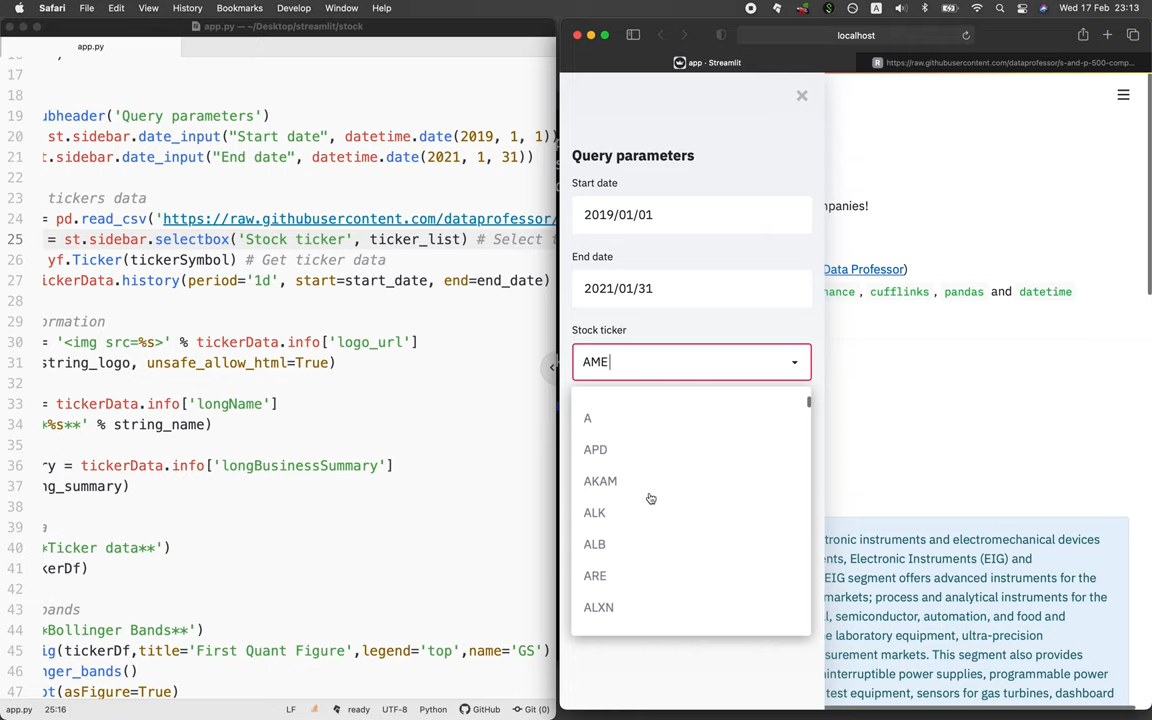 Safari File Edit View History Bookmarks Develop Window Help A Wed 17 Feb 23:13
app.py — ~/Desktop/streamlit/stock
app.py
17
18
19 ubheader('Query parameters')
20 st.sidebar.date_input("Start date", datetime.date(2019, 1, 1))
21 t.sidebar.date_input("End date", datetime.date(2021, 1, 31))
22
23 tickers data
24 = pd.read_csv('https://raw.githubusercontent.com/dataprofessor/
25 = st.sidebar.selectbox('Stock ticker', ticker_list) # Select t
26 yf.Ticker(tickerSymbol) # Get ticker data
27 ickerData.history(period='1d', start=start_date, end=end_date)
28
29 ormation
30 = '<img src=%s>' % tickerData.info['logo_url']
31 string_logo, unsafe_allow_html=True)
32
33 = tickerData.info['longName']
34 *%s**' % string_name)
35
36 ry = tickerData.info['longBusinessSummary']
37 ng_summary)
38
39 a
40 *Ticker data**')
41 kerDf)
42
43 bands
44 *Bollinger Bands**')
45 ig(tickerDf,title='First Quant Figure',legend='top',name='GS')
46 nger_bands()
47 ot(asFigure=True)
app.py 25:16 LF ready UTF-8 Python GitHub Git (0)
localhost
app · Streamlit
R https://raw.githubusercontent.com/dataprofessor/s-and-p-500-comp...
Query parameters
Start date
2019/01/01
End date
2021/01/31
Stock ticker
AME
A
APD
AKAM
ALK
ALB
ARE
ALXN
npanies!
Data Professor)
nance , cufflinks , pandas and datetime
tronic instruments and electromechanical devices
ents, Electronic Instruments (EIG) and
EIG segment offers advanced instruments for the
markets; process and analytical instruments for the
l, semiconductor, automation, and food and
e laboratory equipment, ultra-precision
surement markets. This segment also provides
ninterruptible power supplies, programmable power
test equipment, sensors for gas turbines, dashboard